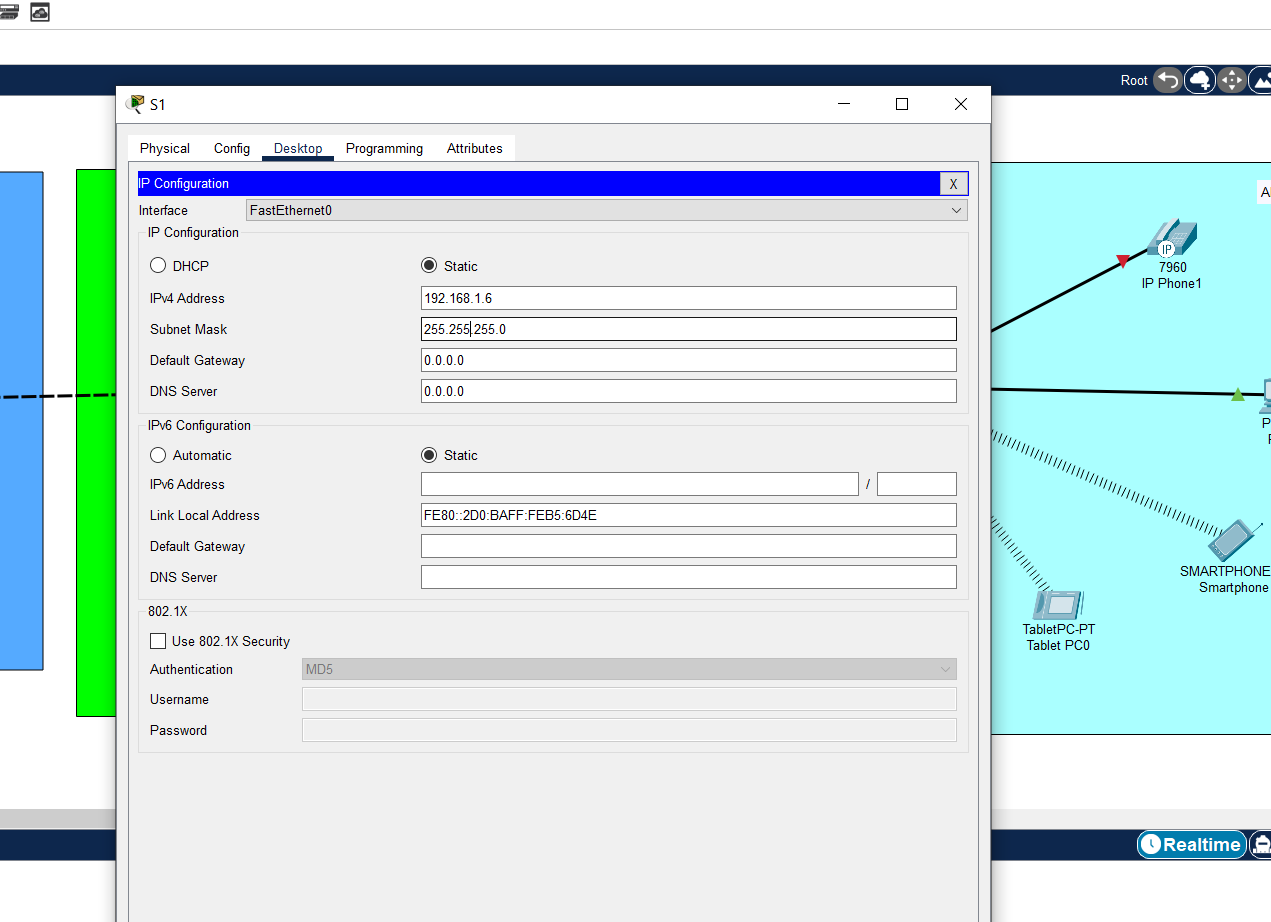 Root
S1
Physical Config Desktop Programming Attributes
IP Configuration X
Interface FastEthernet0
IP Configuration
DHCP Static
IPv4 Address 192.168.1.6
Subnet Mask 255.255.255.0
Default Gateway 0.0.0.0
DNS Server 0.0.0.0
IPv6 Configuration
Automatic Static
IPv6 Address /
Link Local Address FE80::2D0:BAFF:FEB5:6D4E
Default Gateway
DNS Server
802.1X
Use 802.1X Security
Authentication MD5
Username
Password
IP
7960
IP Phone1
SMARTPHONE
Smartphone
TabletPC-PT
Tablet PC0
Realtime